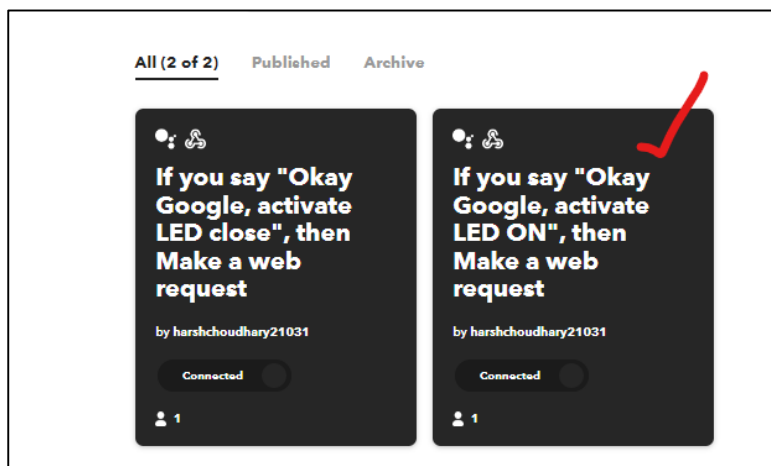 All (2 of 2) Published Archive
If you say "Okay
Google, activate
LED close", then
Make a web
request
by harshchoudhary21031
Connected
1
If you say "Okay
Google, activate
LED ON", then
Make a web
request
by harshchoudhary21031
Connected
1